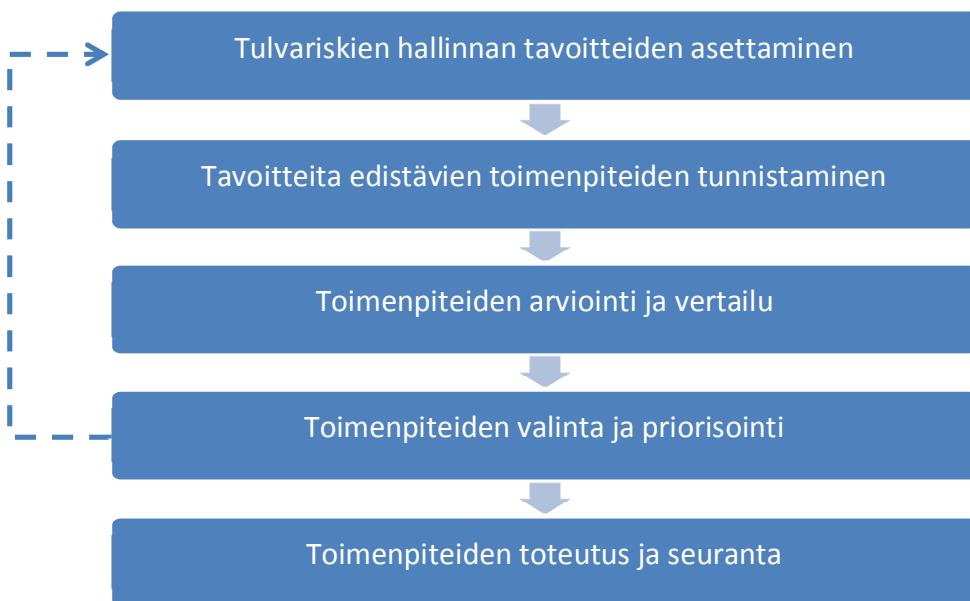 Tulvariskien hallinnan tavoitteiden asettaminen
Tavoitteita edistävien toimenpiteiden tunnistaminen
Toimenpiteiden arviointi ja vertailu
Toimenpiteiden valinta ja priorisointi
Toimenpiteiden toteutus ja seuranta